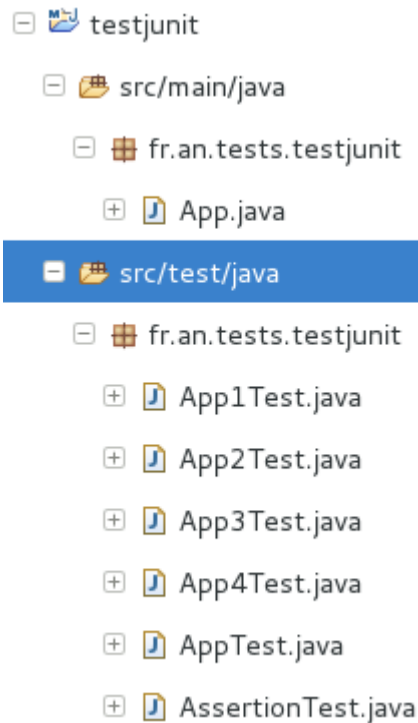 testjunit
src/main/java
fr.an.tests.testjunit
App.java
src/test/java
fr.an.tests.testjunit
App1Test.java
App2Test.java
App3Test.java
App4Test.java
AppTest.java
AssertionTest.java